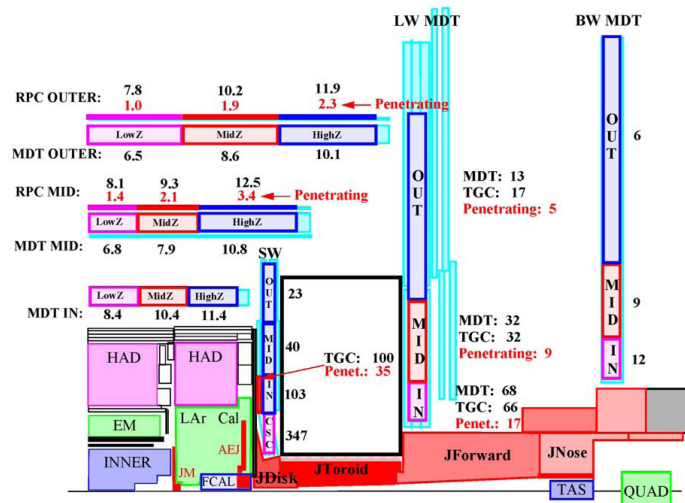 LW MDT
BW MDT
7.8 10.2 11.9
RPC OUTER: 1.0 1.9 2.3 Penetrating
LowZ MidZ HighZ
MDT OUTER: 6.5 8.6 10.1
8.1 9.3 12.5
RPC MID: 1.4 2.1 3.4 Penetrating
LowZ MidZ HighZ
MDT MID: 6.8 7.9 10.8
LowZ MidZ HighZ
MDT IN: 8.4 10.4 11.4
SW
OUT 23
MID 40
IN 103
CSC 347
TGC: 100
Penet.: 35
OUT
MDT: 13
TGC: 17
Penetrating: 5
MID
MDT: 32
TGC: 32
Penetrating: 9
IN
MDT: 68
TGC: 66
Penet.: 17
OUT 6
MID 9
IN 12
HAD HAD
EM
LAr Cal
INNER
JM
AEJ
FCAL
JDisk
JToroid
JForward
JNose
TAS
QUAD